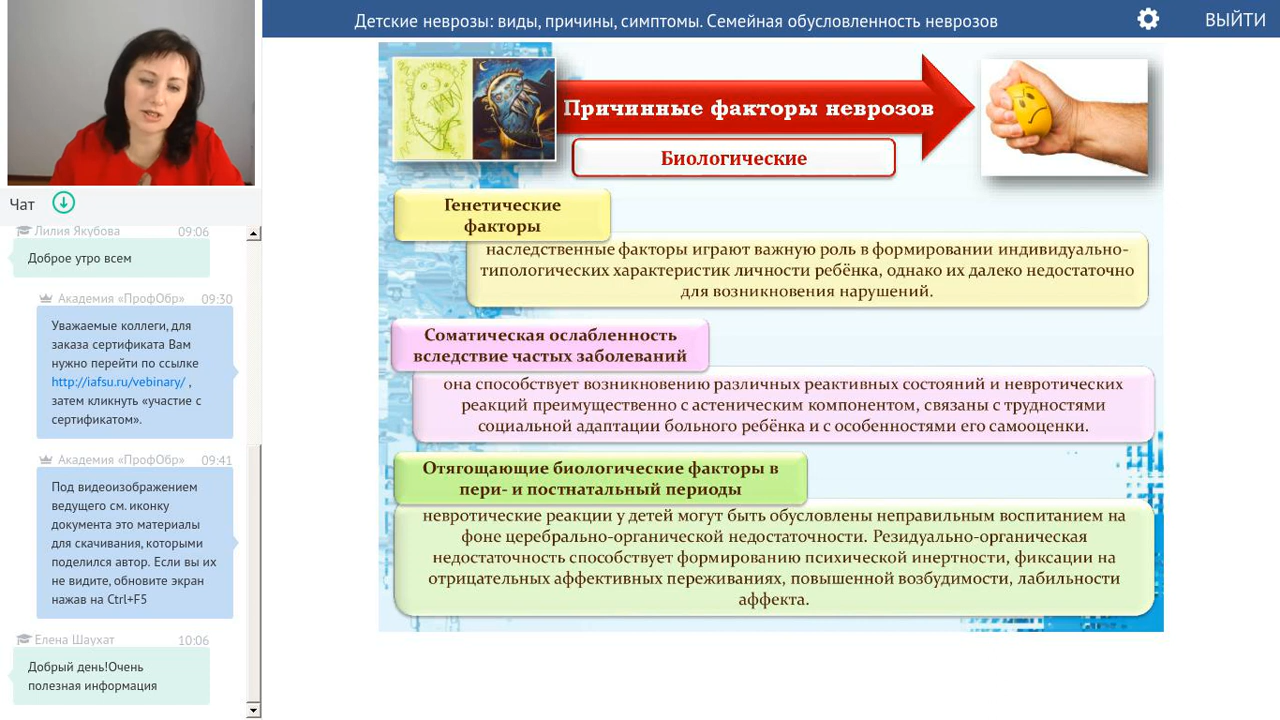 Детские неврозы: виды, причины, симптомы. Семейная обусловленность неврозов
ВЫЙТИ
Чат
Лилия Якубова 09:06
Доброе утро всем
Академия «ПрофОбр» 09:30
Уважаемые коллеги, для
заказа сертификата Вам
нужно перейти по ссылке
http://iafsu.ru/vebinary/ ,
затем кликнуть «участие с
сертификатом».
Академия «ПрофОбр» 09:41
Под видеоизображением
ведущего см. иконку
документа это материалы
для скачивания, которыми
поделился автор. Если вы их
не видите, обновите экран
нажав на Ctrl+F5
Елена Шаухат 10:06
Добрый день!Очень
полезная информация
Причинные факторы неврозов
Биологические
Генетические
факторы
наследственные факторы играют важную роль в формировании индивидуально-
типологических характеристик личности ребёнка, однако их далеко недостаточно
для возникновения нарушений.
Соматическая ослабленность
вследствие частых заболеваний
она способствует возникновению различных реактивных состояний и невротических
реакций преимущественно с астеническим компонентом, связаны с трудностями
социальной адаптации больного ребёнка и с особенностями его самооценки.
Отягощающие биологические факторы в
пери- и постнатальный периоды
невротические реакции у детей могут быть обусловлены неправильным воспитанием на
фоне церебрально-органической недостаточности. Резидуально-органическая
недостаточность способствует формированию психической инертности, фиксации на
отрицательных аффективных переживаниях, повышенной возбудимости, лабильности
аффекта.